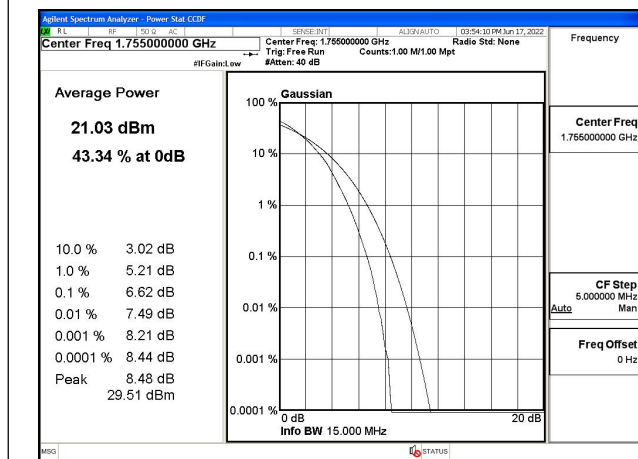 Agilent Spectrum Analyzer - Power Stat CCDF
RL RF 50 Ω AC SENSE:INT ALIGNAUTO 03:54:10 PM Jun 17, 2022
Center Freq 1.755000000 GHz
Center Freq: 1.755000000 GHz Radio Std: None
Trig: Free Run Counts:1.00 M/1.00 Mpt
#IFGain:Low #Atten: 40 dB
Frequency
Average Power
21.03 dBm
43.34 % at 0dB
10.0 % 3.02 dB
1.0 % 5.21 dB
0.1 % 6.62 dB
0.01 % 7.49 dB
0.001 % 8.21 dB
0.0001 % 8.44 dB
Peak 8.48 dB
29.51 dBm
Gaussian
100 %
10 %
1 %
0.1 %
0.01 %
0.001 %
0.0001 %
0 dB 20 dB
Info BW 15.000 MHz
Center Freq
1.755000000 GHz
CF Step
5.000000 MHz
Auto Man
Freq Offset
0 Hz
MSG STATUS